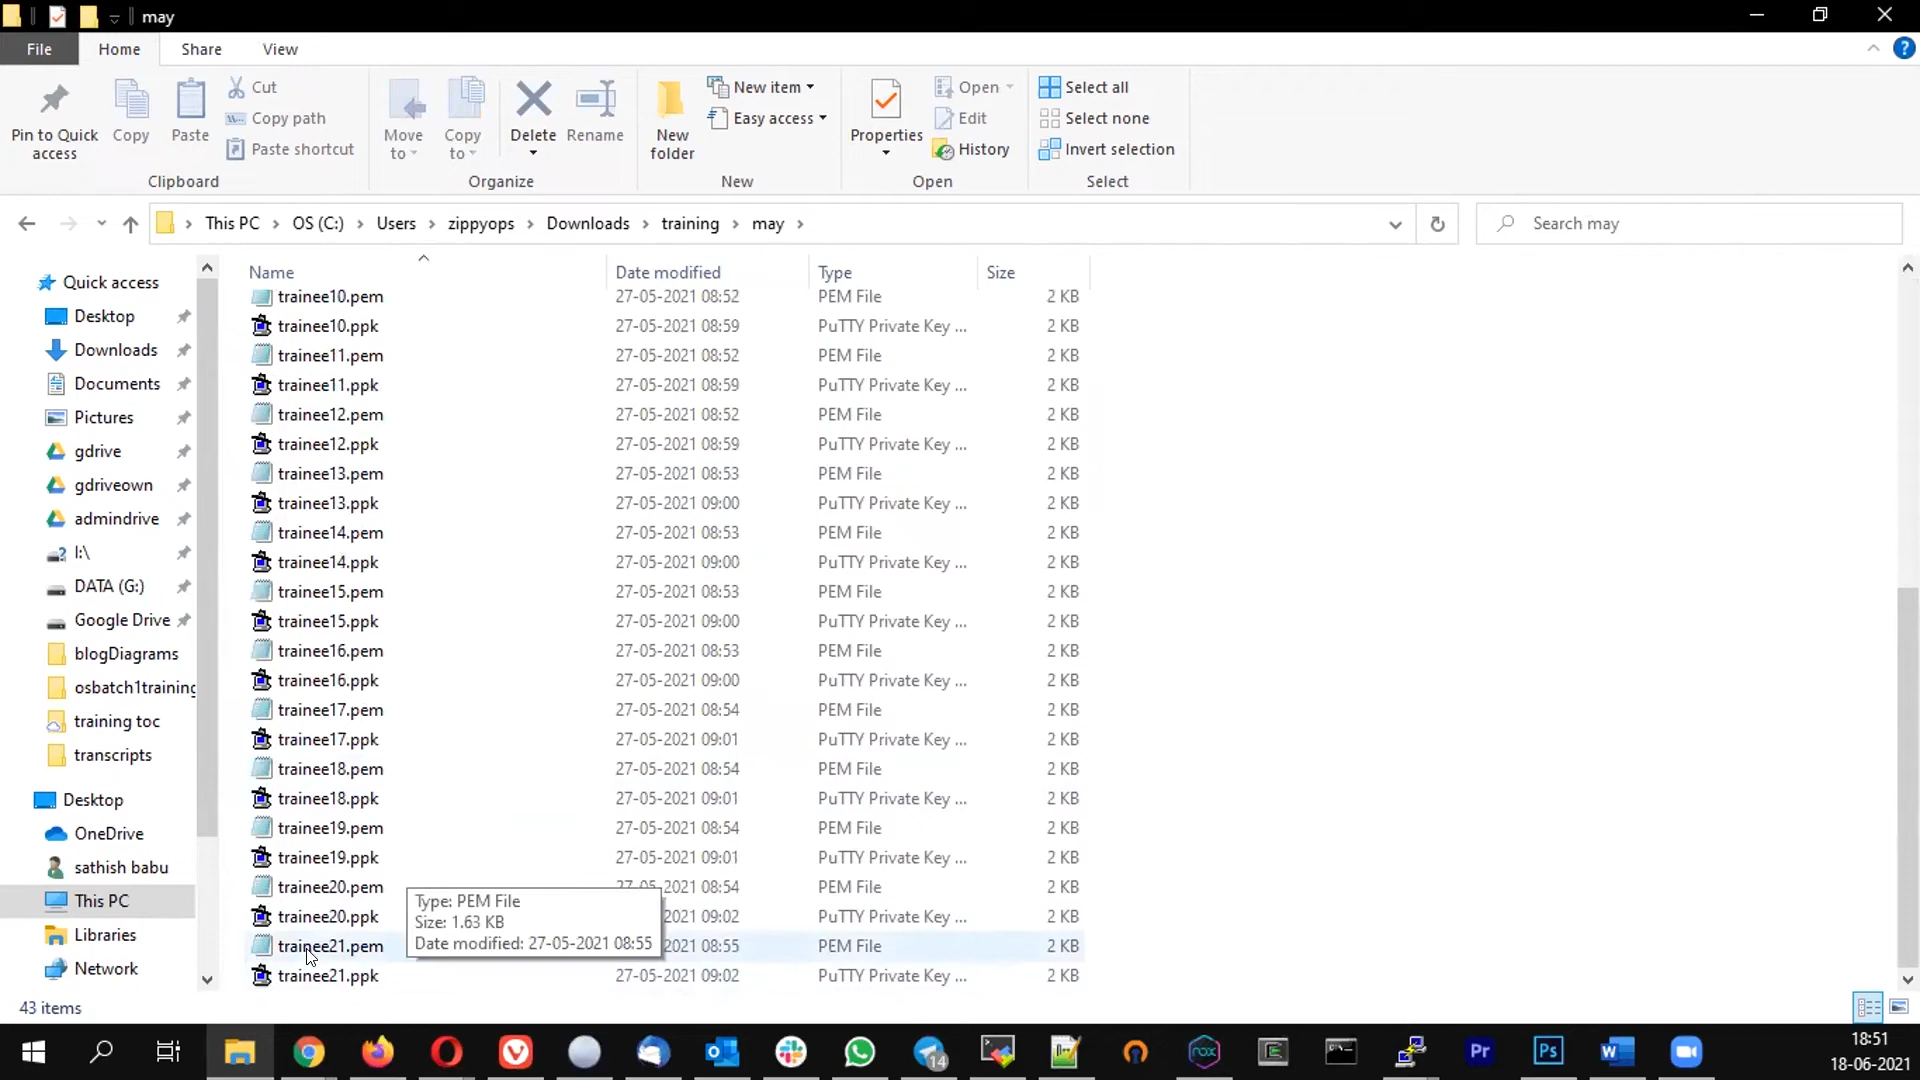 may
File Home Share View
Pin to Quick access
Copy
Paste
Cut
Copy path
Paste shortcut
Clipboard
Move to
Copy to
Delete
Rename
Organize
New folder
New item
Easy access
New
Properties
Open
Edit
History
Open
Select all
Select none
Invert selection
Select
This PC OS (C:) Users zippyops Downloads training may
Search may
Quick access
Desktop
Downloads
Documents
Pictures
gdrive
gdriveown
admindrive
I:\
DATA (G:)
Google Drive
blogDiagrams
osbatch1training
training toc
transcripts
Desktop
OneDrive
sathish babu
This PC
Libraries
Network
Name Date modified Type Size
trainee10.pem 27-05-2021 08:52 PEM File 2 KB
trainee10.ppk 27-05-2021 08:59 PuTTY Private Key ... 2 KB
trainee11.pem 27-05-2021 08:52 PEM File 2 KB
trainee11.ppk 27-05-2021 08:59 PuTTY Private Key ... 2 KB
trainee12.pem 27-05-2021 08:52 PEM File 2 KB
trainee12.ppk 27-05-2021 08:59 PuTTY Private Key ... 2 KB
trainee13.pem 27-05-2021 08:53 PEM File 2 KB
trainee13.ppk 27-05-2021 09:00 PuTTY Private Key ... 2 KB
trainee14.pem 27-05-2021 08:53 PEM File 2 KB
trainee14.ppk 27-05-2021 09:00 PuTTY Private Key ... 2 KB
trainee15.pem 27-05-2021 08:53 PEM File 2 KB
trainee15.ppk 27-05-2021 09:00 PuTTY Private Key ... 2 KB
trainee16.pem 27-05-2021 08:53 PEM File 2 KB
trainee16.ppk 27-05-2021 09:00 PuTTY Private Key ... 2 KB
trainee17.pem 27-05-2021 08:54 PEM File 2 KB
trainee17.ppk 27-05-2021 09:01 PuTTY Private Key ... 2 KB
trainee18.pem 27-05-2021 08:54 PEM File 2 KB
trainee18.ppk 27-05-2021 09:01 PuTTY Private Key ... 2 KB
trainee19.pem 27-05-2021 08:54 PEM File 2 KB
trainee19.ppk 27-05-2021 09:01 PuTTY Private Key ... 2 KB
trainee20.pem 27-05-2021 08:54 PEM File 2 KB
trainee20.ppk 2021 09:02 PuTTY Private Key ... 2 KB
trainee21.pem 2021 08:55 PEM File 2 KB
trainee21.ppk 27-05-2021 09:02 PuTTY Private Key ... 2 KB
Type: PEM File
Size: 1.63 KB
Date modified: 27-05-2021 08:55
43 items
nox
14
Pr
Ps
W
18:51
18-06-2021